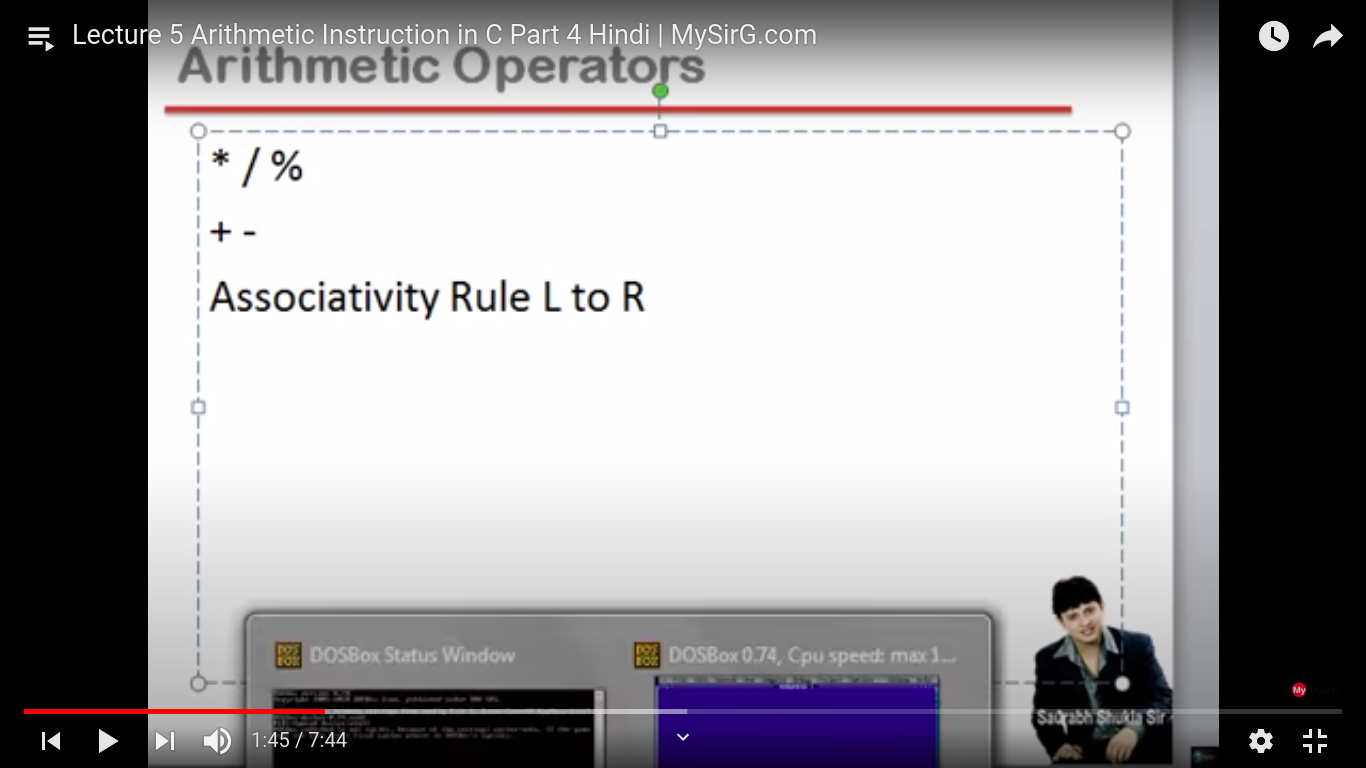 Lecture 5 Arithmetic Instruction in C Part 4 Hindi | MySirG.com
Arithmetic Operators
* / %
+ -
Associativity Rule L to R
DOSBox Status Window
DOSBox 0.74, Cpu speed: max 1...
My
Saurabh Shukla Sir
1:45 / 7:44